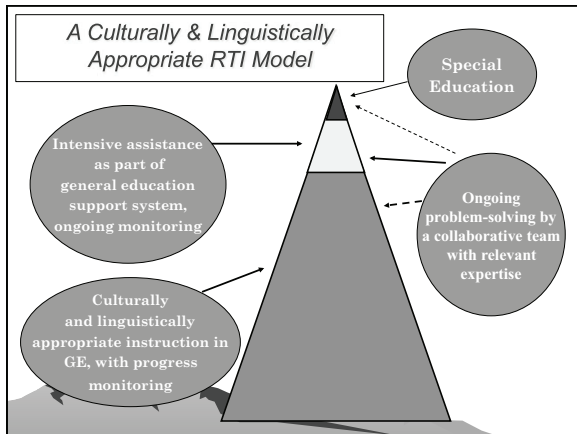 A Culturally & Linguistically
Appropriate RTI Model
Special
Education
Intensive assistance
as part of
general education
support system,
ongoing monitoring
Ongoing
problem-solving by
a collaborative team
with relevant
expertise
Culturally
and linguistically
appropriate instruction in
GE, with progress
monitoring